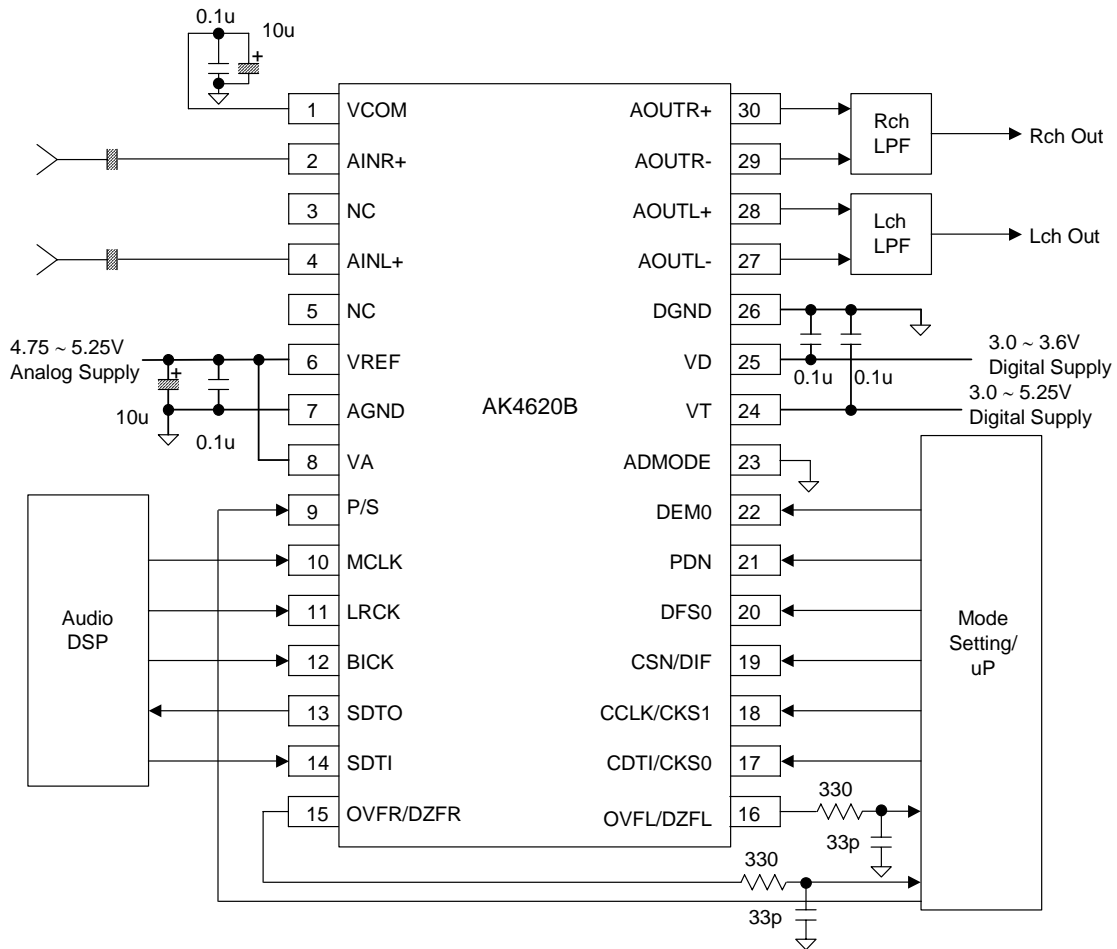 0.1u
10u
+
1 VCOM
AOUTR+ 30
Rch
LPF
Rch Out
2 AINR+
AOUTR- 29
3 NC
AOUTL+ 28
Lch
LPF
Lch Out
4 AINL+
AOUTL- 27
5 NC
DGND 26
4.75 ~ 5.25V
Analog Supply
6 VREF
VD 25
3.0 ~ 3.6V
Digital Supply
0.1u
0.1u
+
10u
0.1u
7 AGND
AK4620B
VT 24
3.0 ~ 5.25V
Digital Supply
8 VA
ADMODE 23
9 P/S
DEM0 22
10 MCLK
PDN 21
Audio
DSP
11 LRCK
DFS0 20
Mode
Setting/
uP
12 BICK
CSN/DIF 19
13 SDTO
CCLK/CKS1 18
14 SDTI
CDTI/CKS0 17
15 OVFR/DZFR
OVFL/DZFL 16
330
33p
330
33p